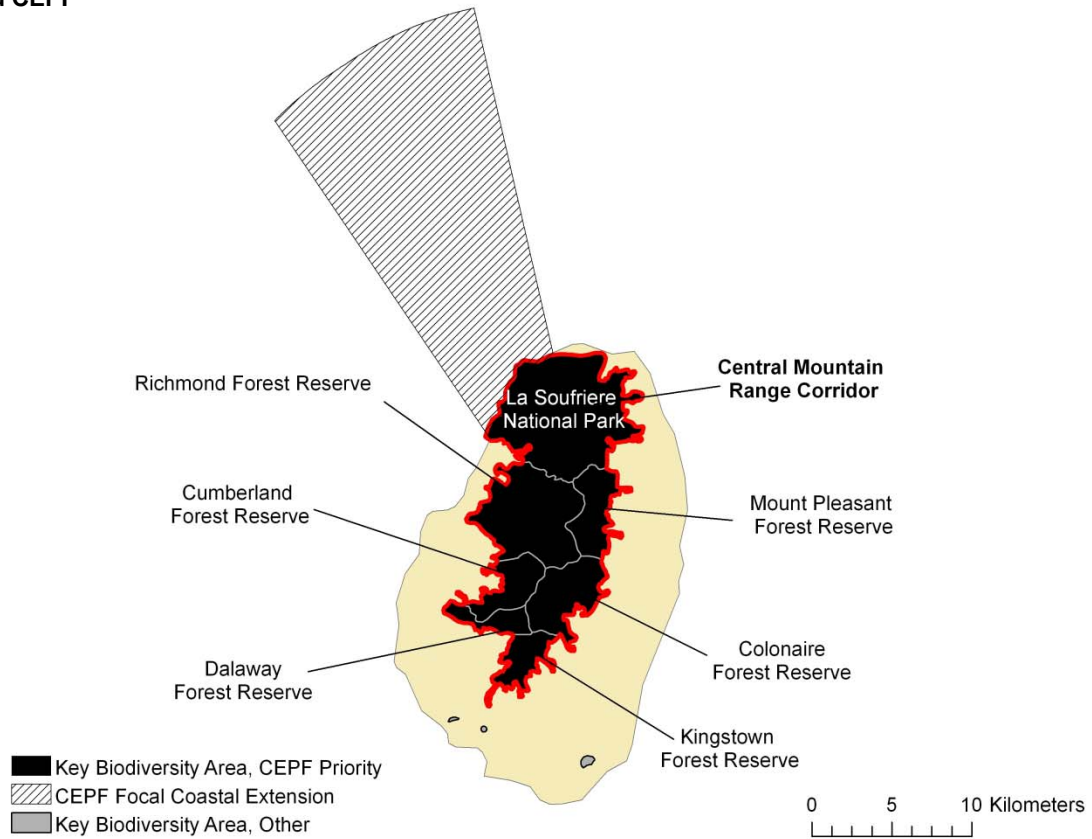 Richmond Forest Reserve
La Soufriere
National Park
Central Mountain
Range Corridor
Cumberland
Forest Reserve
Mount Pleasant
Forest Reserve
Dalaway
Forest Reserve
Colonaire
Forest Reserve
Kingstown
Forest Reserve
Key Biodiversity Area, CEPF Priority
CEPF Focal Coastal Extension
Key Biodiversity Area, Other
0 5 10 Kilometers